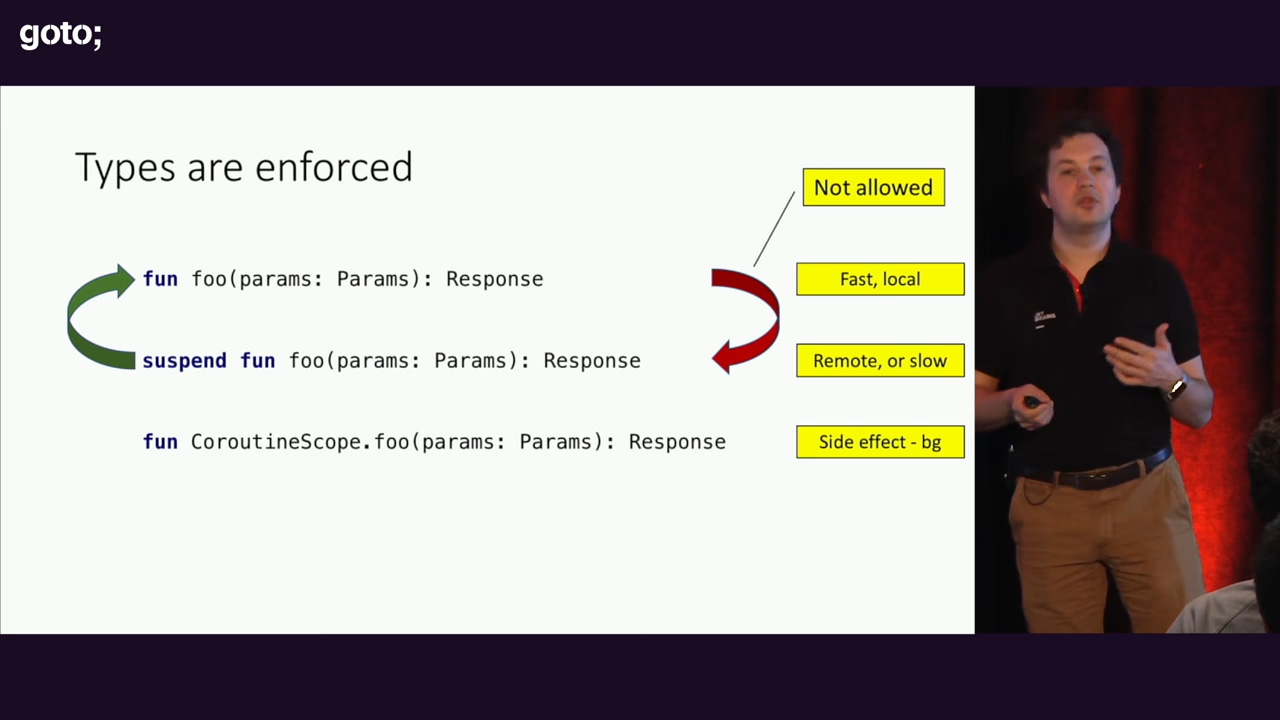 goto;
Types are enforced
Not allowed
fun foo(params: Params): Response
Fast, local
suspend fun foo(params: Params): Response
Remote, or slow
fun CoroutineScope.foo(params: Params): Response
Side effect - bg